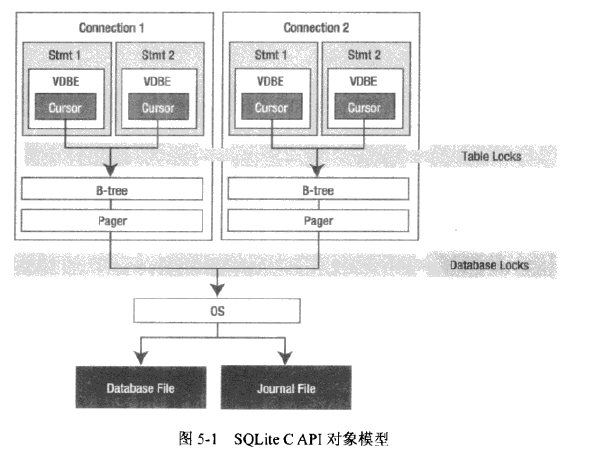 Connection 1
Connection 2
Stmt 1
Stmt 2
Stmt 1
Stmt 2
VDBE
VDBE
VDBE
VDBE
Cursor
Cursor
Cursor
Cursor
Table Locks
B-tree
B-tree
Pager
Pager
Database Locks
OS
Database File
Journal File
图 5-1 SQLite C API 对象模型